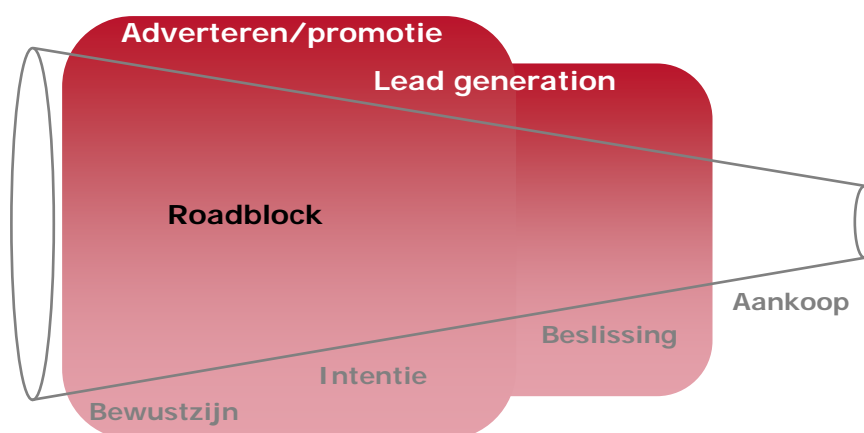 Adverteren/promotie
Lead generation
Roadblock
Aankoop
Beslissing
Intentie
Bewustzijn